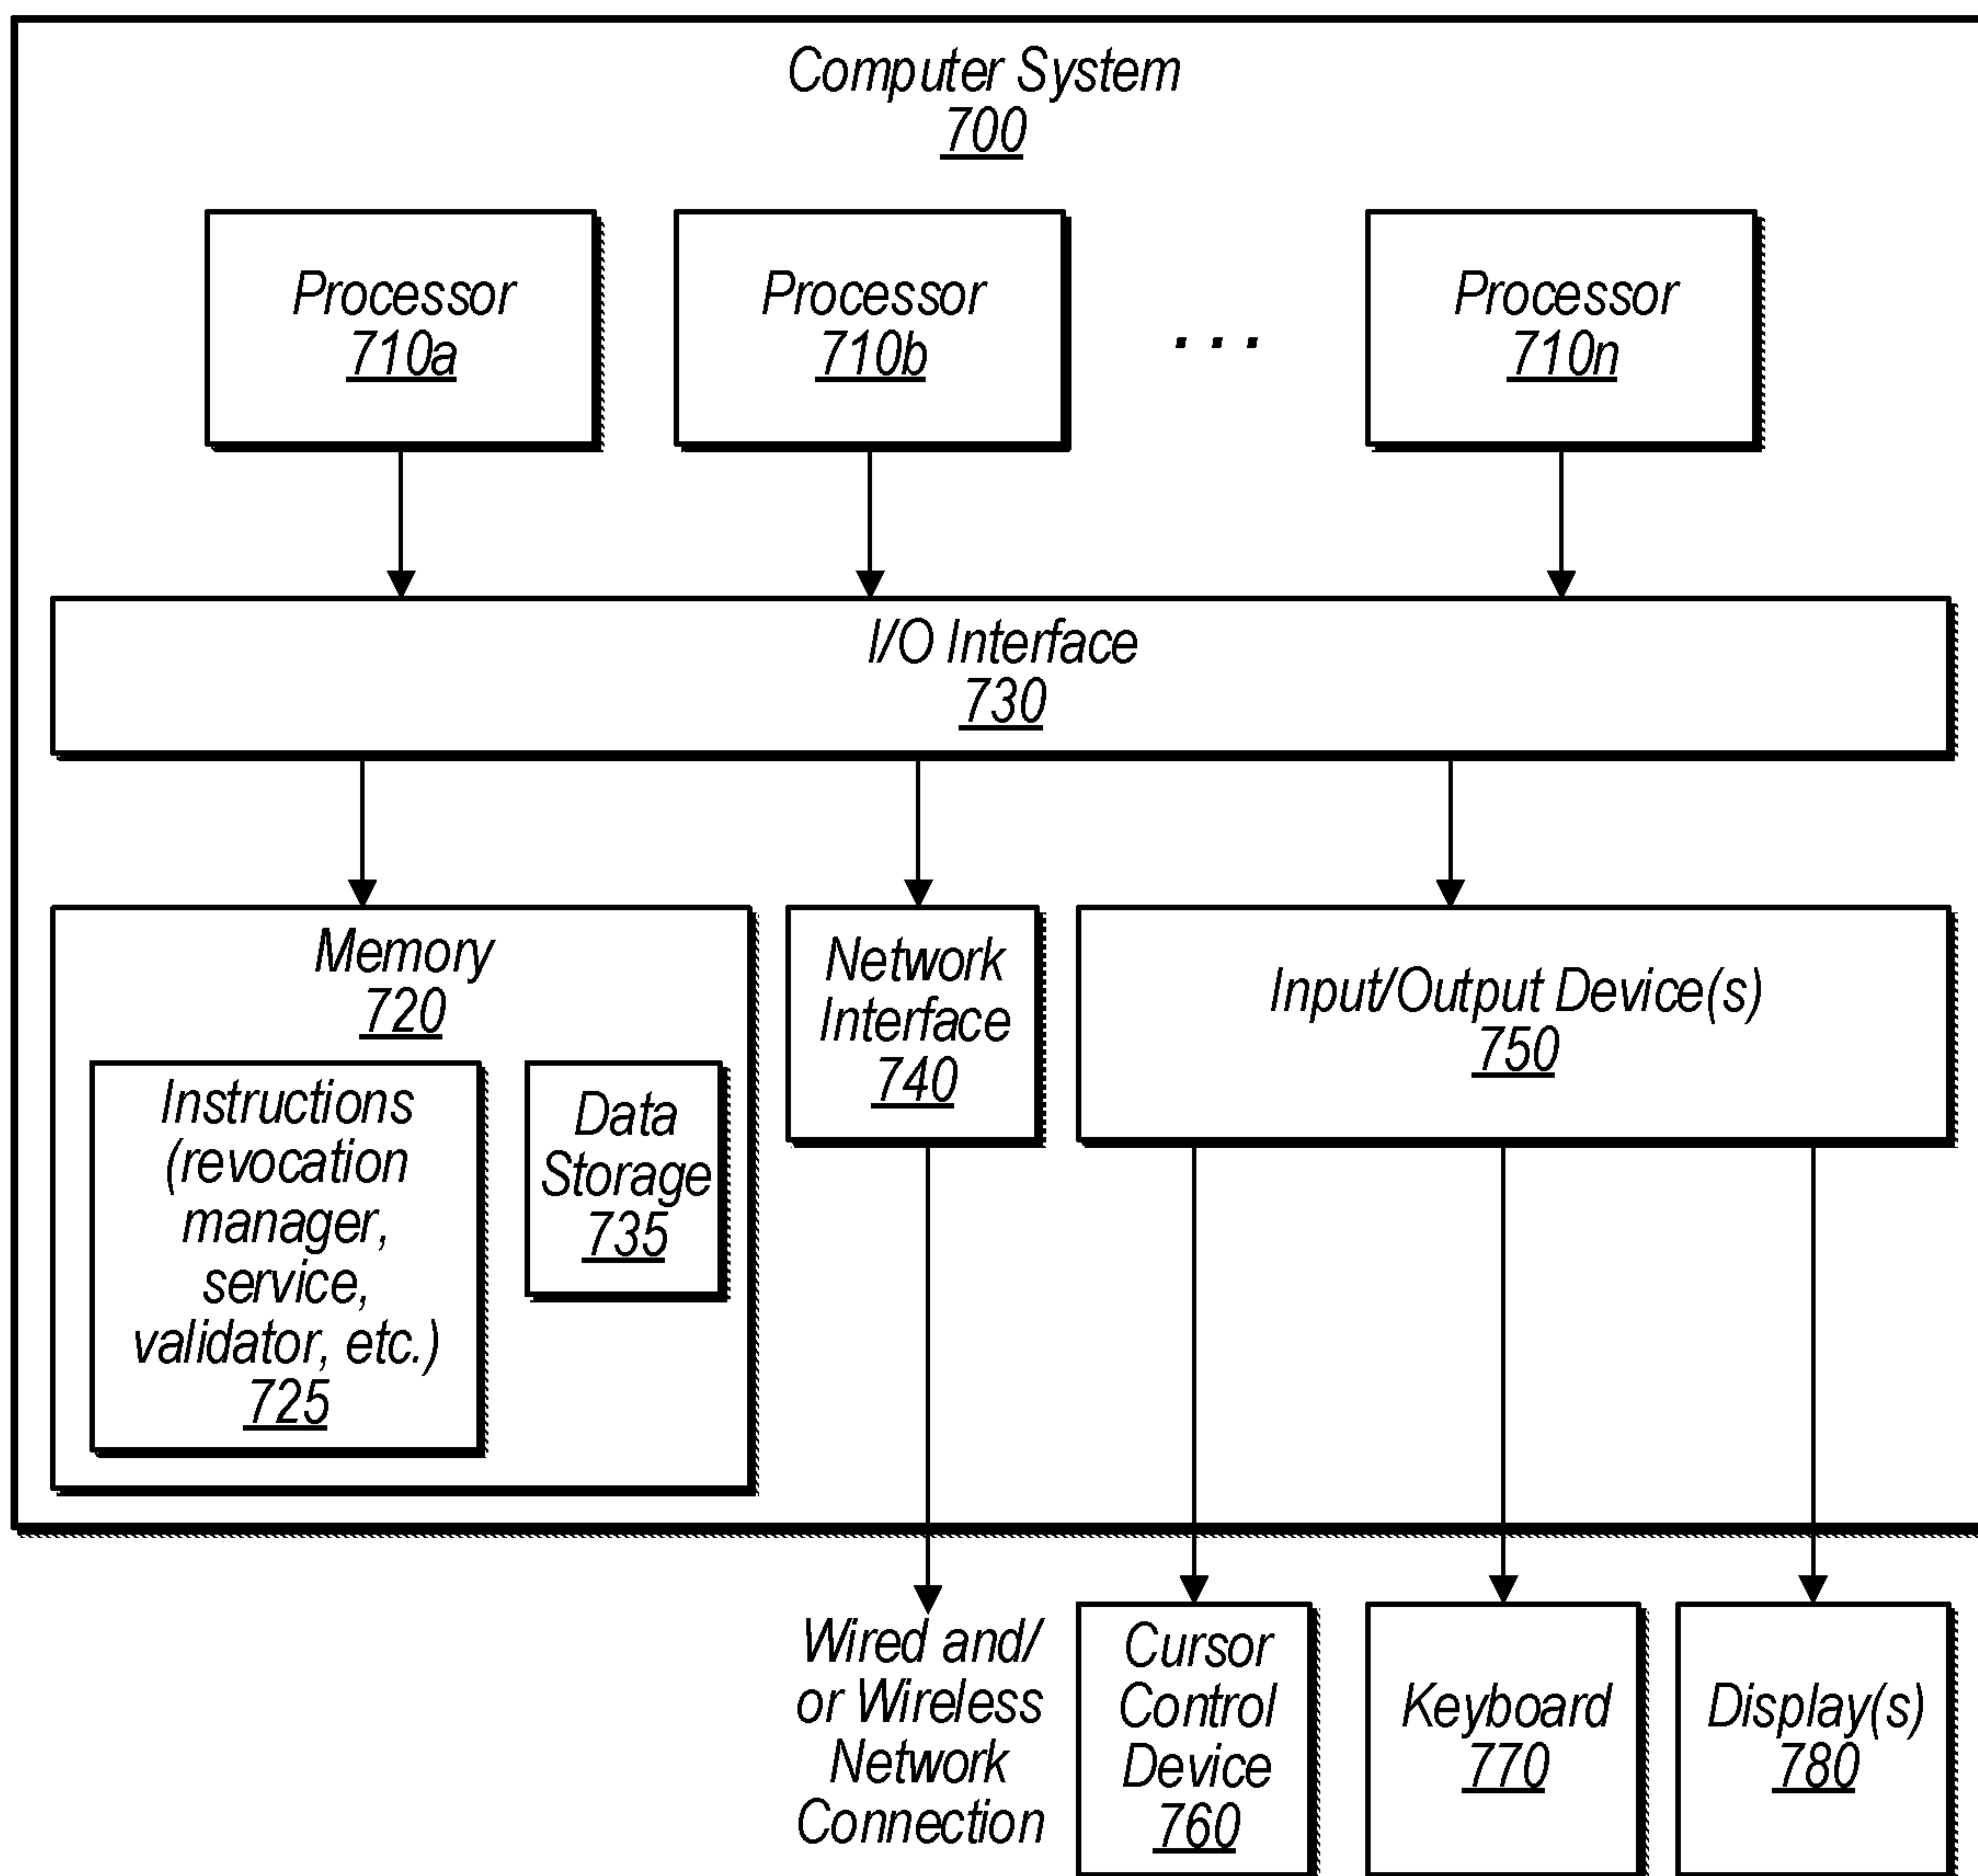 Computer System
700
Processor
710a
Processor
710b
. . .
Processor
710n
I/O Interface
730
Memory
720
Instructions
(revocation
manager,
service,
validator, etc.)
725
Data
Storage
735
Network
Interface
740
Input/Output Device(s)
750
Wired and/
or Wireless
Network
Connection
Cursor
Control
Device
760
Keyboard
770
Display(s)
780